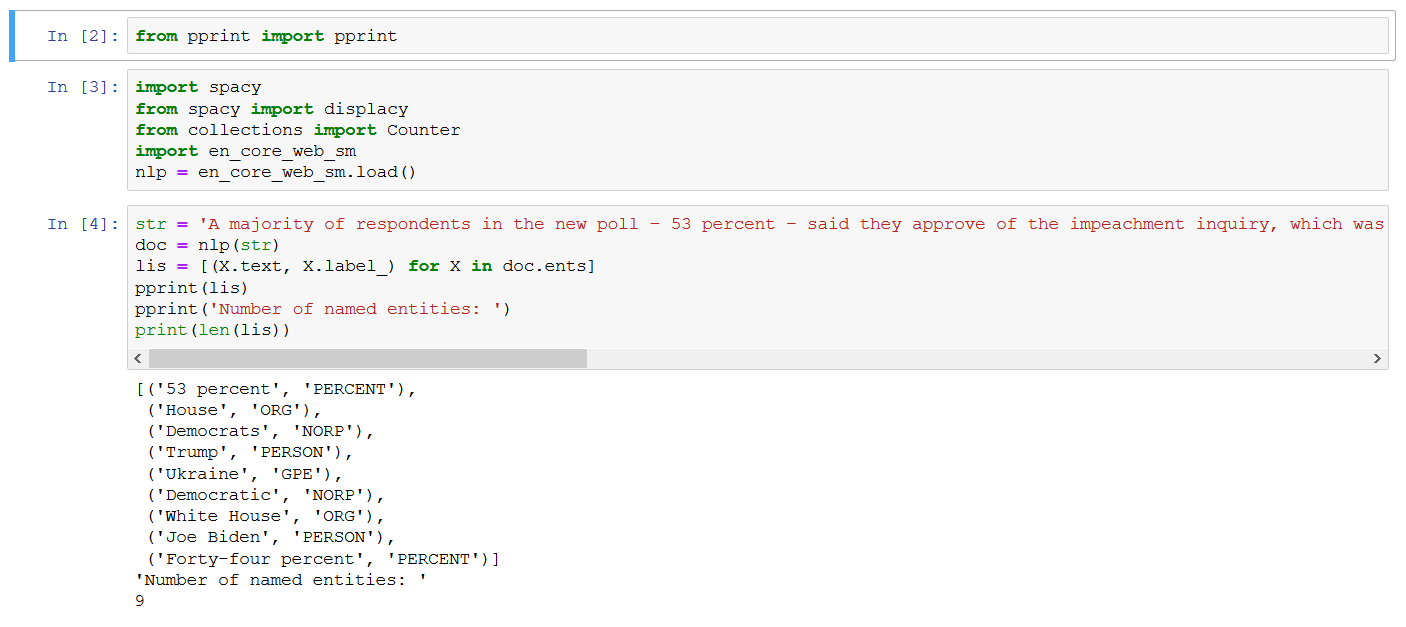 In [2]: from pprint import pprint
In [3]: import spacy
from spacy import displacy
from collections import Counter
import en_core_web_sm
nlp = en_core_web_sm.load()
In [4]: str = 'A majority of respondents in the new poll — 53 percent — said they approve of the impeachment inquiry, which was
doc = nlp(str)
lis = [(X.text, X.label_) for X in doc.ents]
pprint(lis)
pprint('Number of named entities: ')
print(len(lis))
[('53 percent', 'PERCENT'),
('House', 'ORG'),
('Democrats', 'NORP'),
('Trump', 'PERSON'),
('Ukraine', 'GPE'),
('Democratic', 'NORP'),
('White House', 'ORG'),
('Joe Biden', 'PERSON'),
('Forty-four percent', 'PERCENT')]
'Number of named entities: '
9